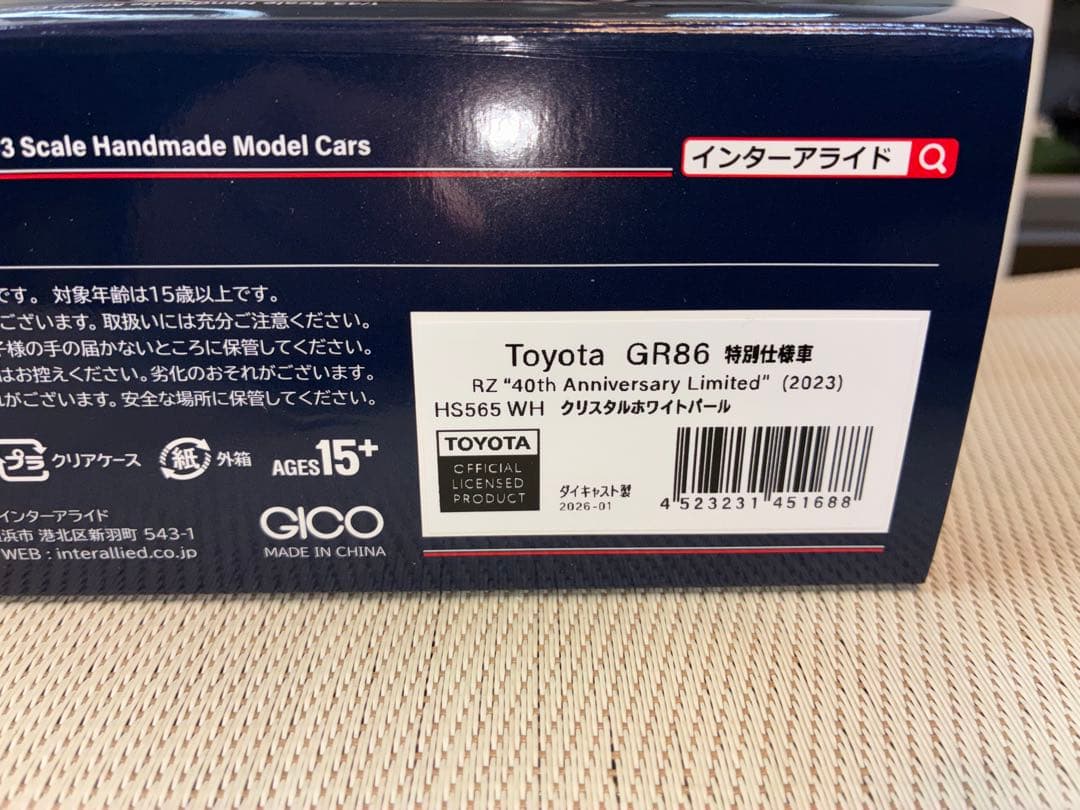 3 Scale Handmade Model Cars
インターアライド
です。 対象年齢は15歳以上です。
ございます。取扱いには充分ご注意ください。
子様の手の届かないところに保管してください。
はお控えください。劣化のおそれがございます。
れがございます。安全な場所に保管してください。
プラ クリアケース 紙 外箱 AGES15+
インターアライド
浜市 港北区新羽町 543-1
WEB : interallied.co.jp
GICO
MADE IN CHINA
Toyota GR86 特別仕様車
RZ "40th Anniversary Limited" (2023)
HS565 WH クリスタルホワイトパール
TOYOTA
OFFICIAL
LICENSED
PRODUCT
ダイキャスト製
2026-01
4 523231 451688